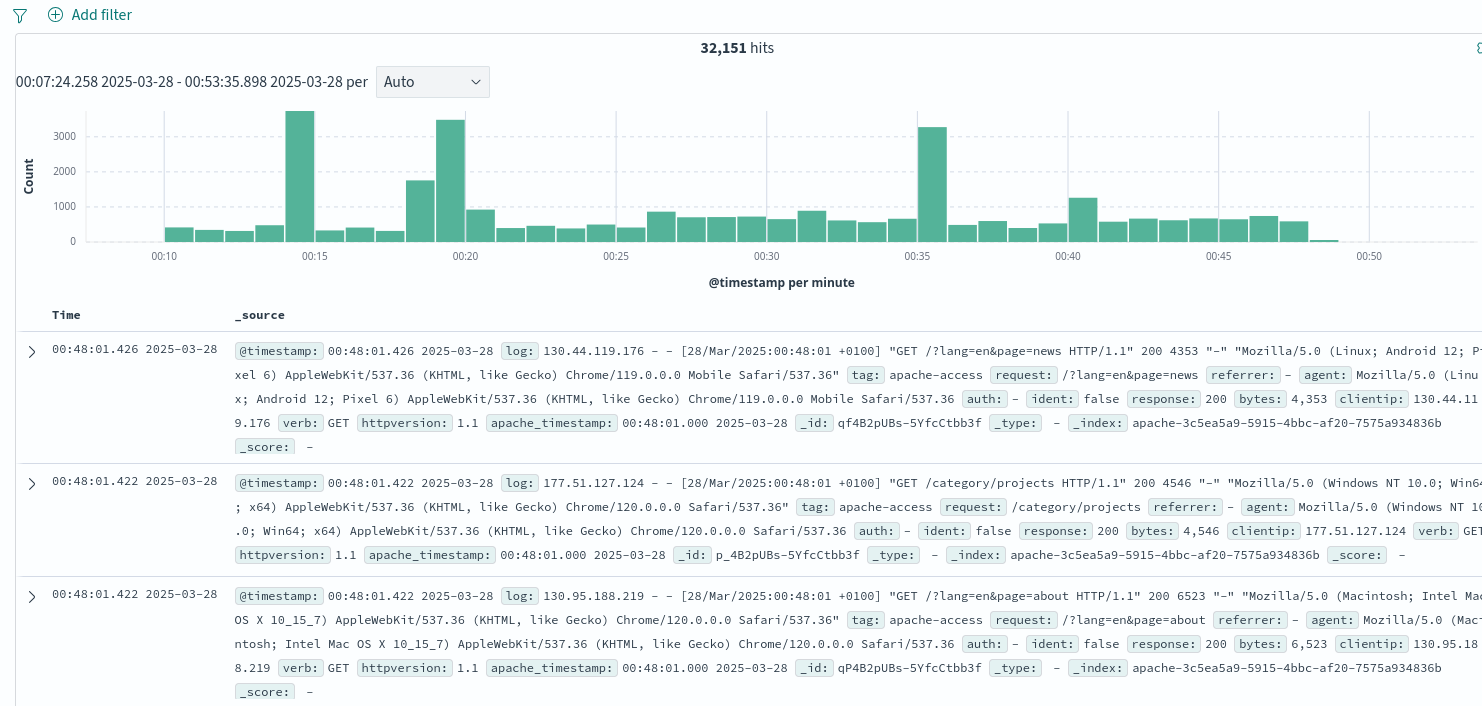 Add filter
32,151 hits
00:07:24.258 2025-03-28 - 00:53:35.898 2025-03-28 per Auto
Count
3000
2000
1000
0
00:10 00:15 00:20 00:25 00:30 00:35 00:40 00:45 00:50
@timestamp per minute
Time _source
00:48:01.426 2025-03-28 @timestamp: 00:48:01.426 2025-03-28 log: 130.44.119.176 - - [28/Mar/2025:00:48:01 +0100] "GET /?lang=en&page=news HTTP/1.1" 200 4353 "-" "Mozilla/5.0 (Linux; Android 12; Pi
xel 6) AppleWebKit/537.36 (KHTML, like Gecko) Chrome/119.0.0.0 Mobile Safari/537.36" tag: apache-access request: /?lang=en&page=news referrer: - agent: Mozilla/5.0 (Linu
x; Android 12; Pixel 6) AppleWebKit/537.36 (KHTML, like Gecko) Chrome/119.0.0.0 Mobile Safari/537.36 auth: - ident: false response: 200 bytes: 4,353 clientip: 130.44.11
9.176 verb: GET httpversion: 1.1 apache_timestamp: 00:48:01.000 2025-03-28 _id: qf4B2pUBs-5YfcCtbb3f _type: - _index: apache-3c5ea5a9-5915-4bbc-af20-7575a934836b
_score: -
00:48:01.422 2025-03-28 @timestamp: 00:48:01.422 2025-03-28 log: 177.51.127.124 - - [28/Mar/2025:00:48:01 +0100] "GET /category/projects HTTP/1.1" 200 4546 "-" "Mozilla/5.0 (Windows NT 10.0; Win64
; x64) AppleWebKit/537.36 (KHTML, like Gecko) Chrome/120.0.0.0 Safari/537.36" tag: apache-access request: /category/projects referrer: - agent: Mozilla/5.0 (Windows NT 10
.0; Win64; x64) AppleWebKit/537.36 (KHTML, like Gecko) Chrome/120.0.0.0 Safari/537.36 auth: - ident: false response: 200 bytes: 4,546 clientip: 177.51.127.124 verb: GET
httpversion: 1.1 apache_timestamp: 00:48:01.000 2025-03-28 _id: p_4B2pUBs-5YfcCtbb3f _type: - _index: apache-3c5ea5a9-5915-4bbc-af20-7575a934836b _score: -
00:48:01.422 2025-03-28 @timestamp: 00:48:01.422 2025-03-28 log: 130.95.188.219 - - [28/Mar/2025:00:48:01 +0100] "GET /?lang=en&page=about HTTP/1.1" 200 6523 "-" "Mozilla/5.0 (Macintosh; Intel Mac
OS X 10_15_7) AppleWebKit/537.36 (KHTML, like Gecko) Chrome/120.0.0.0 Safari/537.36" tag: apache-access request: /?lang=en&page=about referrer: - agent: Mozilla/5.0 (Maci
ntosh; Intel Mac OS X 10_15_7) AppleWebKit/537.36 (KHTML, like Gecko) Chrome/120.0.0.0 Safari/537.36 auth: - ident: false response: 200 bytes: 6,523 clientip: 130.95.18
8.219 verb: GET httpversion: 1.1 apache_timestamp: 00:48:01.000 2025-03-28 _id: qP4B2pUBs-5YfcCtbb3f _type: - _index: apache-3c5ea5a9-5915-4bbc-af20-7575a934836b
_score: -